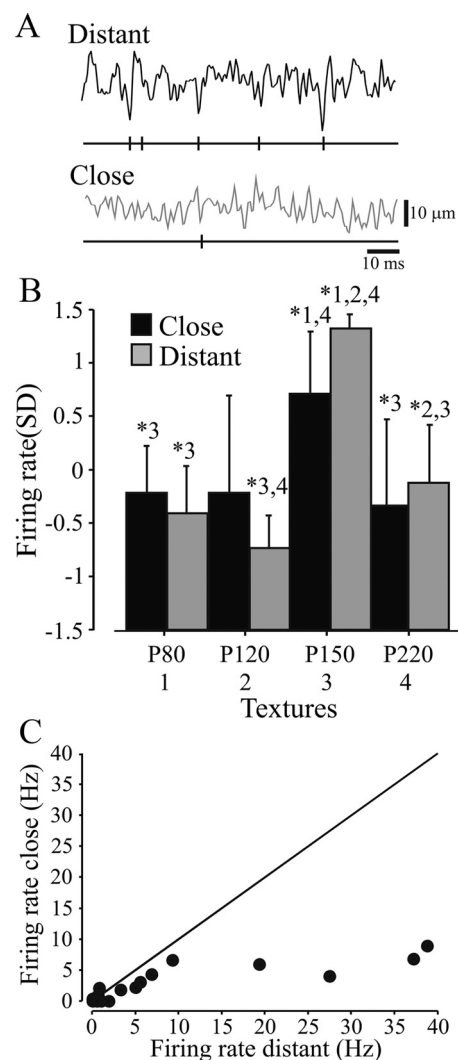 A
Distant
Close
10 μm
10 ms
B
1.5
1
0.5
0
-0.5
-1
-1.5
Firing rate(SD)
Close
Distant
*3
*3
*3,4
*1,4
*1,2,4
*3
*2,3
P80 P120 P150 P220
1 2 3 4
Textures
C
40
35
30
25
20
15
10
5
0
Firing rate close (Hz)
0 5 10 15 20 25 30 35 40
Firing rate distant (Hz)